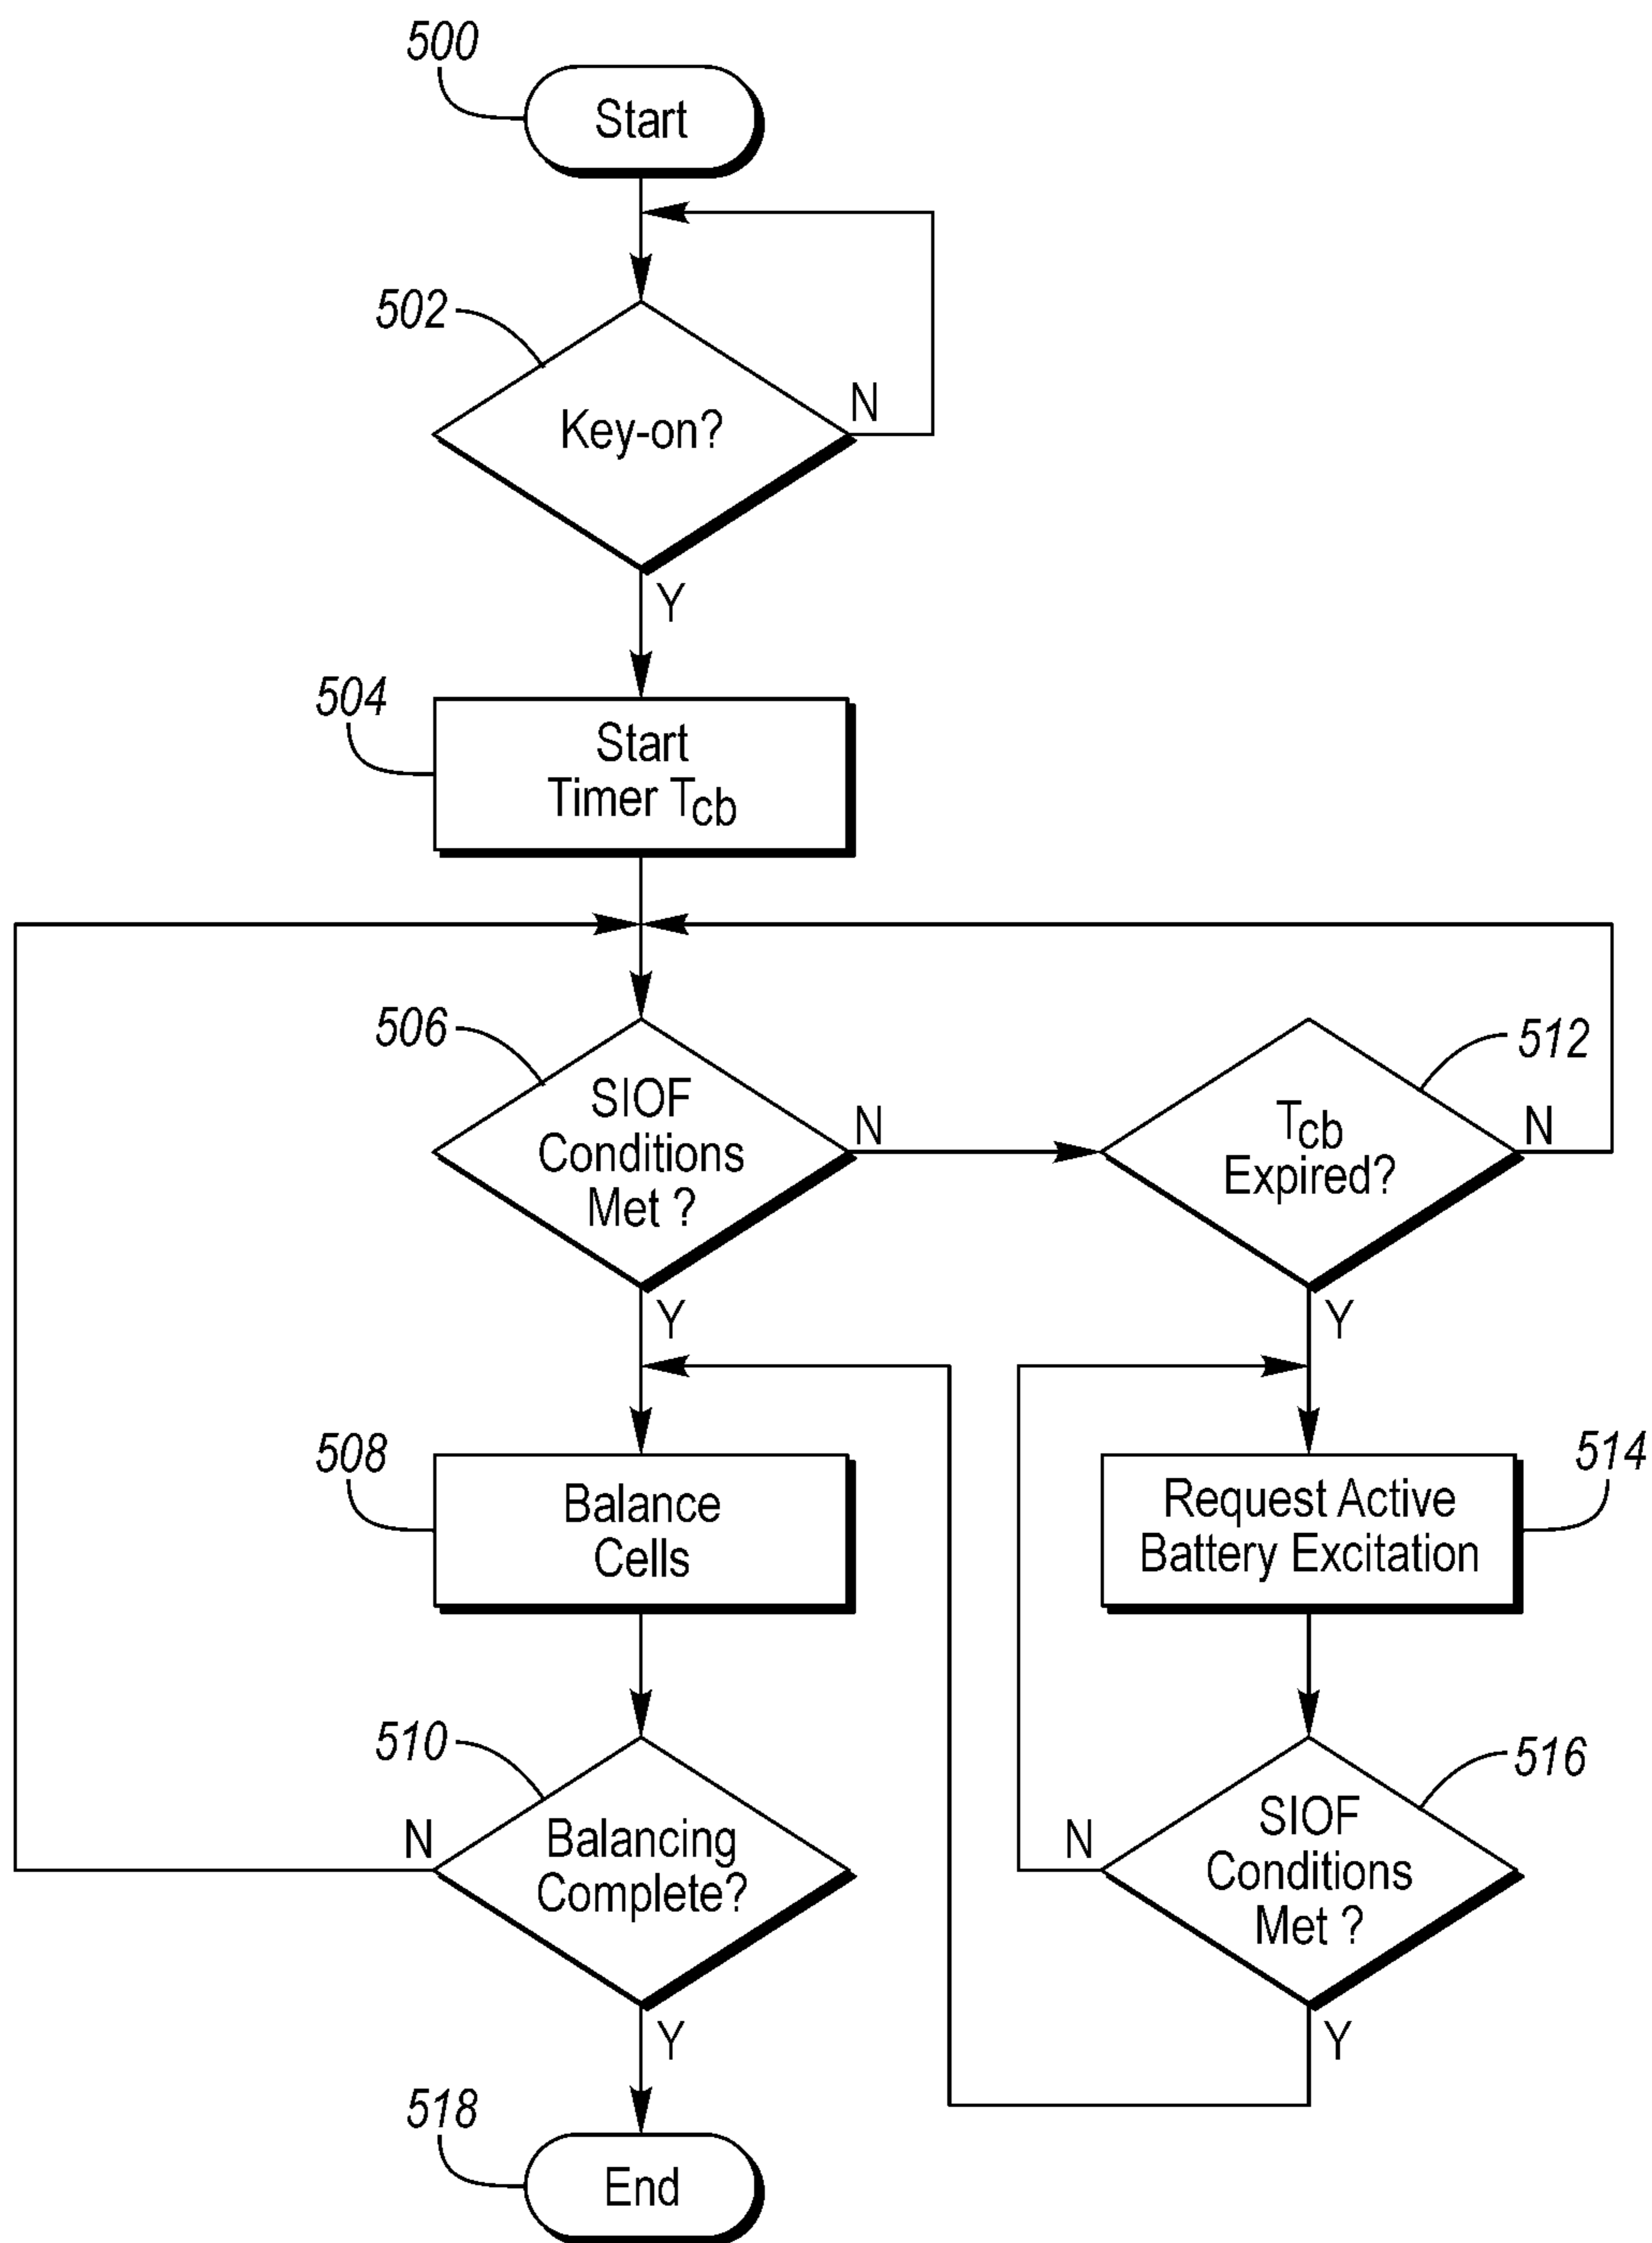 500
Start
502
Key-on?
N
Y
504
Start
Timer Tcb
506
SIOF
Conditions
Met ?
N
Y
512
Tcb
Expired?
N
Y
508
Balance
Cells
514
Request Active
Battery Excitation
510
Balancing
Complete?
N
Y
516
SIOF
Conditions
Met ?
N
Y
518
End